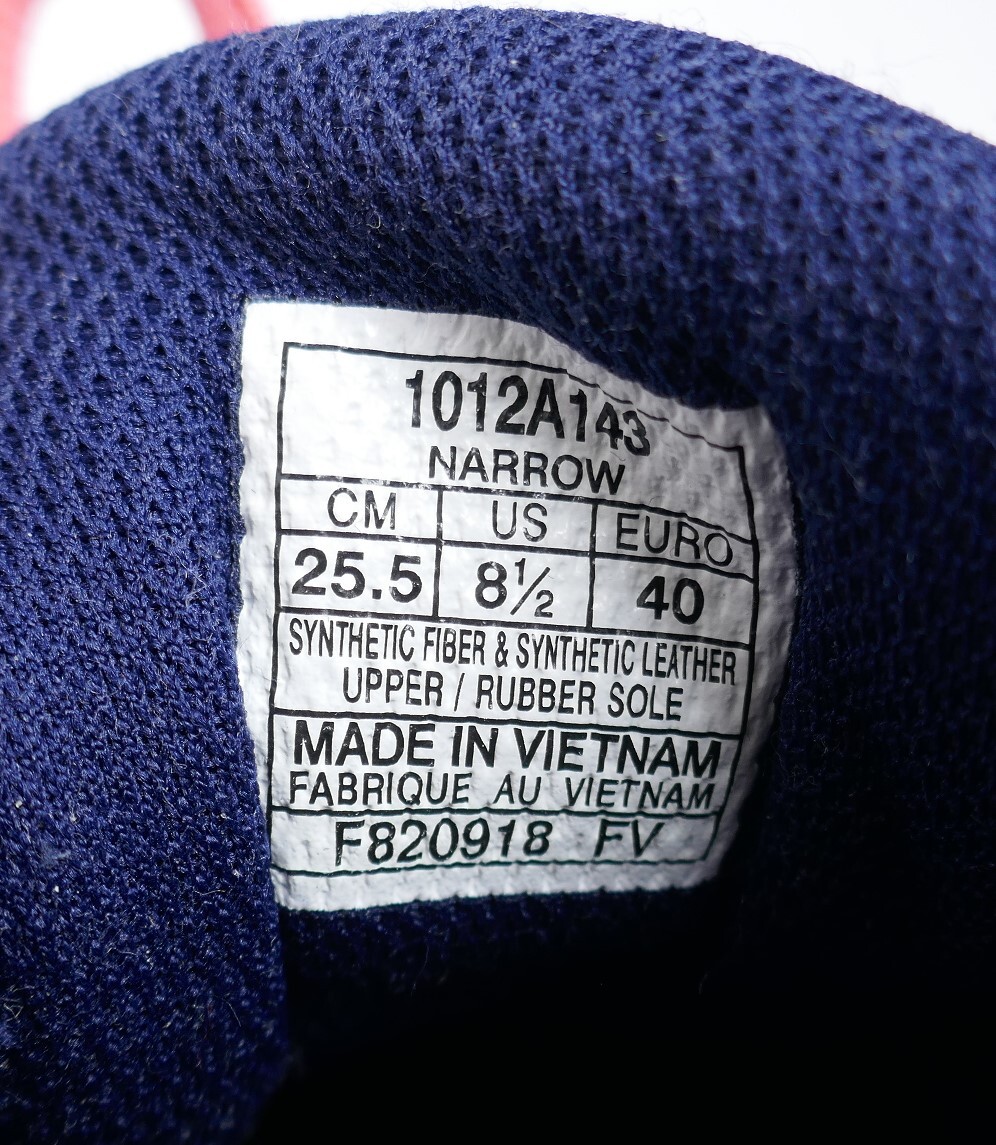 1012A143
NARROW
CM US EURO
25.5 8½ 40
SYNTHETIC FIBER & SYNTHETIC LEATHER
UPPER / RUBBER SOLE
MADE IN VIETNAM
FABRIQUE AU VIETNAM
F820918 FV